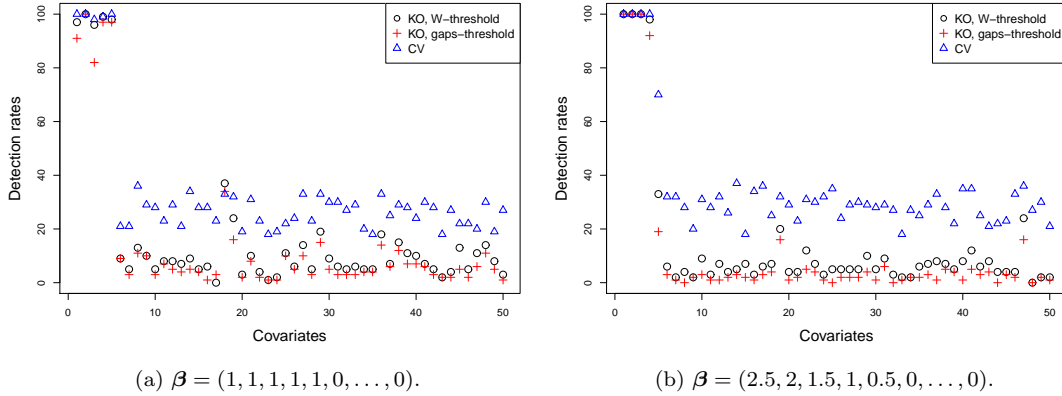 100
80
60
40
20
0
Detection rates
KO, W-threshold
KO, gaps-threshold
CV
0 10 20 30 40 50
Covariates
(a) β = (1, 1, 1, 1, 1, 0, . . . , 0).
100
80
60
40
20
0
Detection rates
KO, W-threshold
KO, gaps-threshold
CV
0 10 20 30 40 50
Covariates
(b) β = (2.5, 2, 1.5, 1, 0.5, 0, . . . , 0).